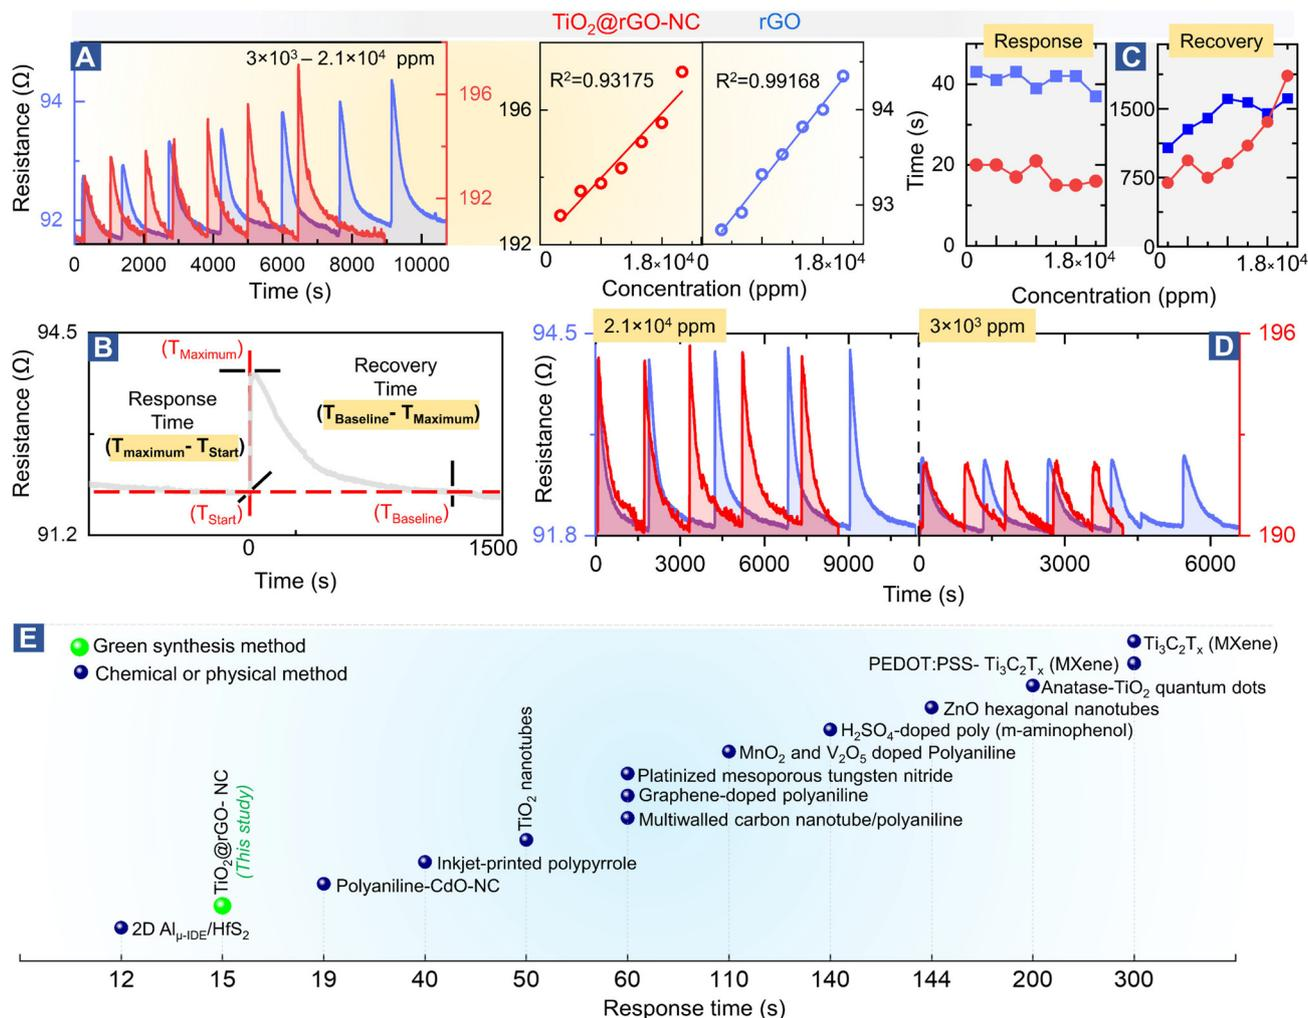 TiO₂@rGO-NC rGO
A
3×10³ – 2.1×10⁴ ppm
Resistance (Ω)
94
92
196
192
0 2000 4000 6000 8000 10000
Time (s)
R²=0.93175
R²=0.99168
196
192
94
93
0 1.8×10⁴ 0 1.8×10⁴
Concentration (ppm)
Response
C
Recovery
Time (s)
40
20
0
1500
750
0
0 1.8×10⁴ 0 1.8×10⁴
Concentration (ppm)
B
94.5
91.2
Resistance (Ω)
(T_Maximum)
Response
Time
(T_maximum- T_Start)
Recovery
Time
(T_Baseline- T_Maximum)
(T_Start)
(T_Baseline)
0 1500
Time (s)
D
2.1×10⁴ ppm
3×10³ ppm
94.5
91.8
Resistance (Ω)
196
190
0 3000 6000 9000 0 3000 6000
Time (s)
E
Green synthesis method
Chemical or physical method
Ti₃C₂Tₓ (MXene)
PEDOT:PSS- Ti₃C₂Tₓ (MXene)
Anatase-TiO₂ quantum dots
ZnO hexagonal nanotubes
H₂SO₄-doped poly (m-aminophenol)
MnO₂ and V₂O₅ doped Polyaniline
Platinized mesoporous tungsten nitride
Graphene-doped polyaniline
Multiwalled carbon nanotube/polyaniline
TiO₂ nanotubes
Inkjet-printed polypyrrole
Polyaniline-CdO-NC
TiO₂@rGO- NC
(This study)
2D Al_μ-IDE/HfS₂
12 15 19 40 50 60 110 140 144 200 300
Response time (s)